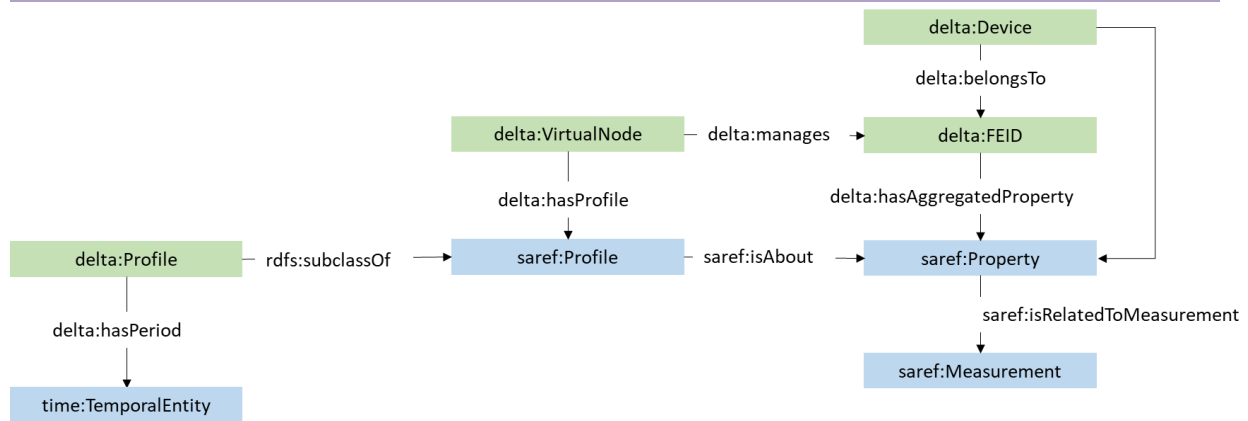 delta:Device
delta:belongsTo
delta:VirtualNode
delta:manages
delta:FEID
delta:hasProfile
delta:hasAggregatedProperty
delta:Profile
rdfs:subclassOf
saref:Profile
saref:isAbout
saref:Property
delta:hasPeriod
saref:isRelatedToMeasurement
saref:Measurement
time:TemporalEntity